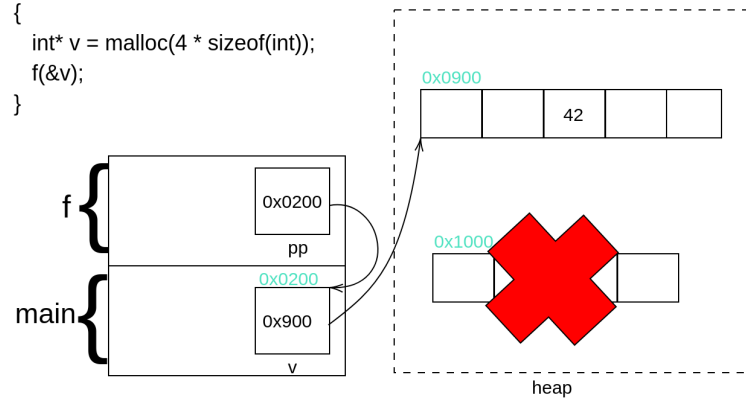 {
int* v = malloc(4 * sizeof(int));
f(&v);
}
0x0900
42
f {
0x0200
pp
0x1000
0x0200
main {
0x900
v
heap